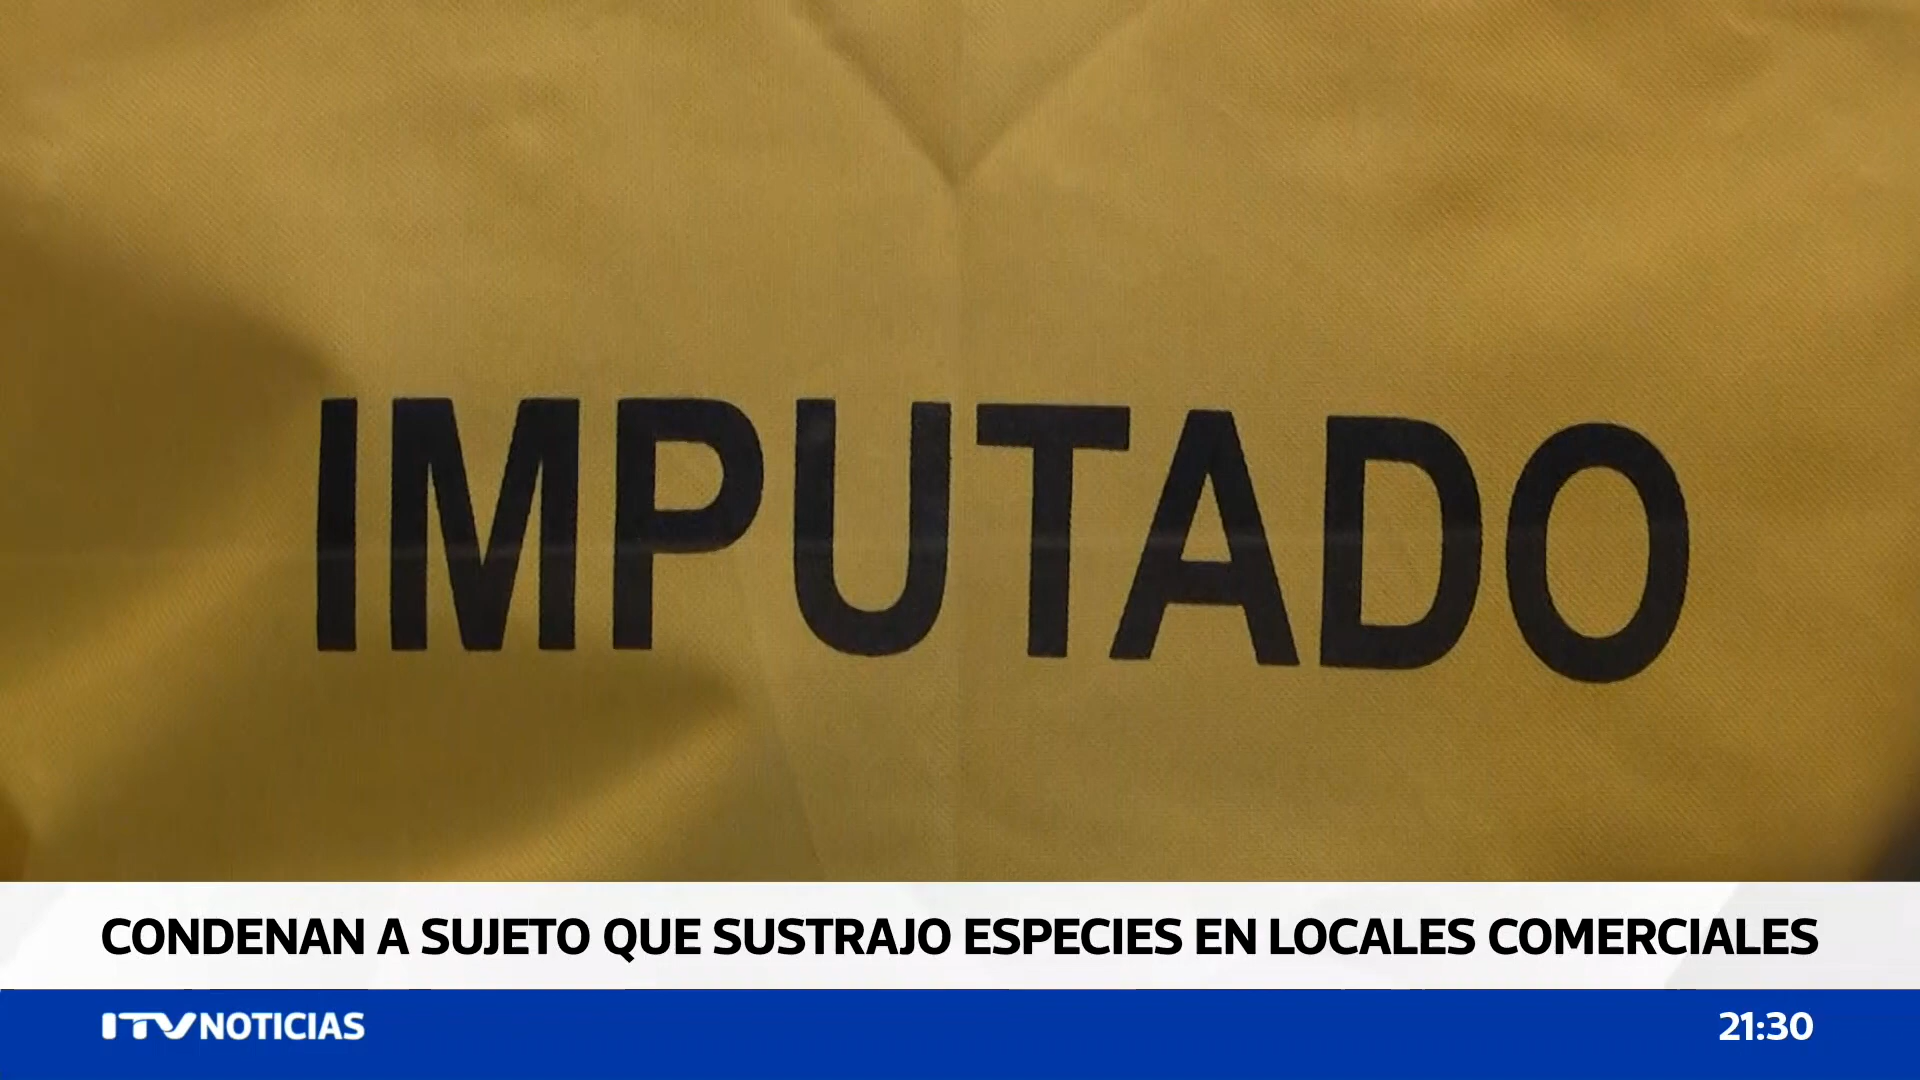 IMPUTADO
CONDENAN A SUJETO QUE SUSTRAJO ESPECIES EN LOCALES COMERCIALES
ITV NOTICIAS
21:30